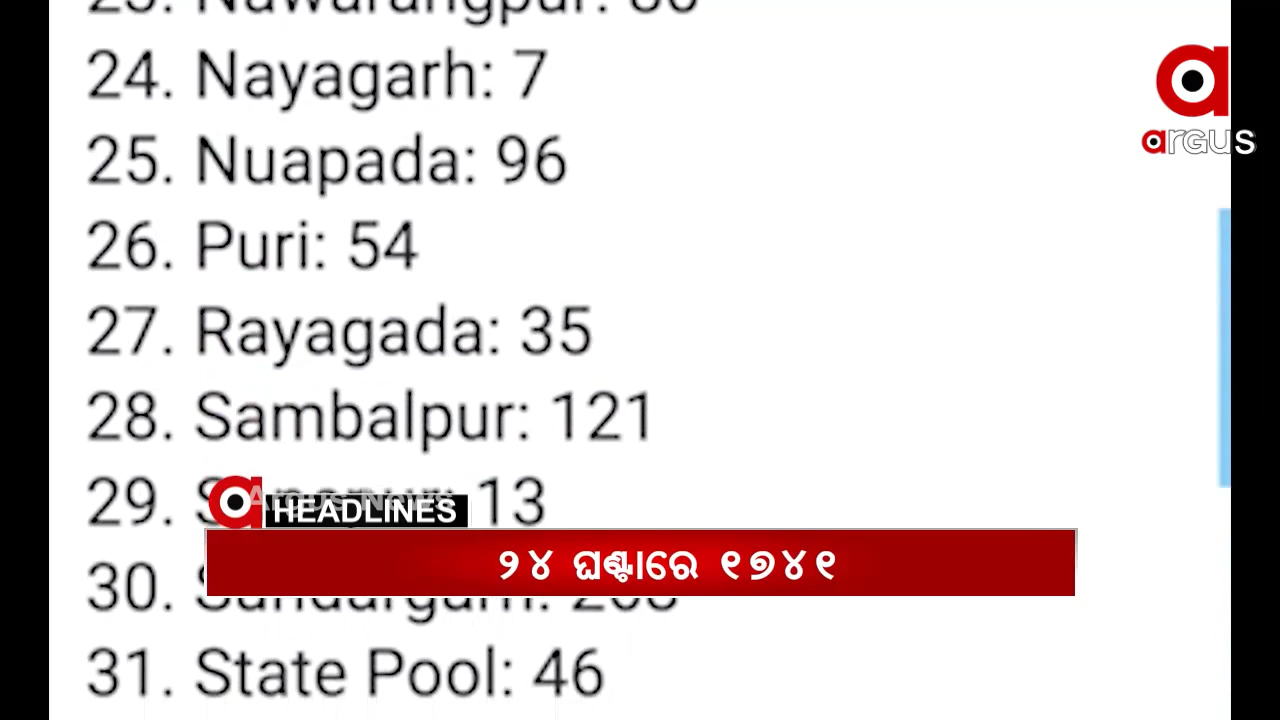 24. Nayagarh: 7
argus
25. Nuapada: 96
26. Puri: 54
27. Rayagada: 35
28. Sambalpur: 121
29. 13
HEADLINES
୨୪ ଘଣ୍ଟାରେ ୧୭୪୧
30.
31. State Pool: 46